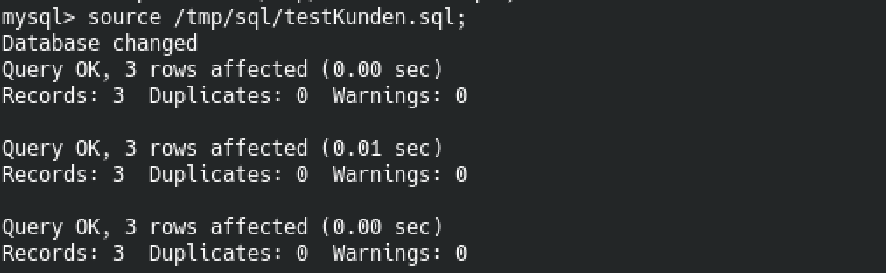 mysql> source /tmp/sql/testKunden.sql;
Database changed
Query OK, 3 rows affected (0.00 sec)
Records: 3  Duplicates: 0  Warnings: 0

Query OK, 3 rows affected (0.01 sec)
Records: 3  Duplicates: 0  Warnings: 0

Query OK, 3 rows affected (0.00 sec)
Records: 3  Duplicates: 0  Warnings: 0